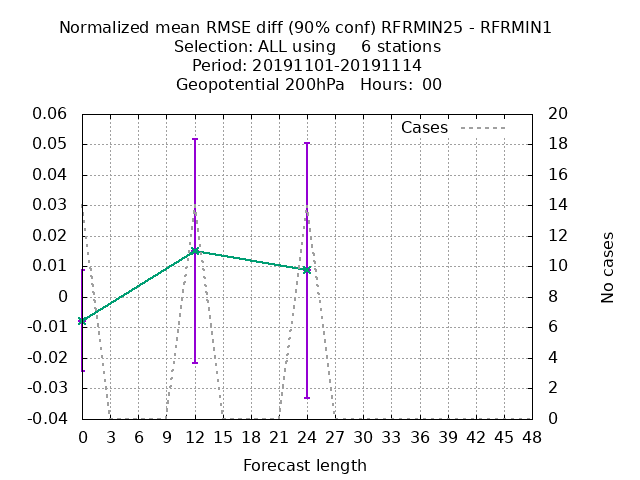 Normalized mean RMSE diff (90% conf) RFRMIN25 - RFRMIN1
Selection: ALL using     6 stations
Period: 20191101-20191114
Geopotential 200hPa   Hours:  00
Cases
0.06
0.05
0.04
0.03
0.02
0.01
0
-0.01
-0.02
-0.03
-0.04
20
18
16
14
12
10
8
6
4
2
0
No cases
0 3 6 9 12 15 18 21 24 27 30 33 36 39 42 45 48
Forecast length